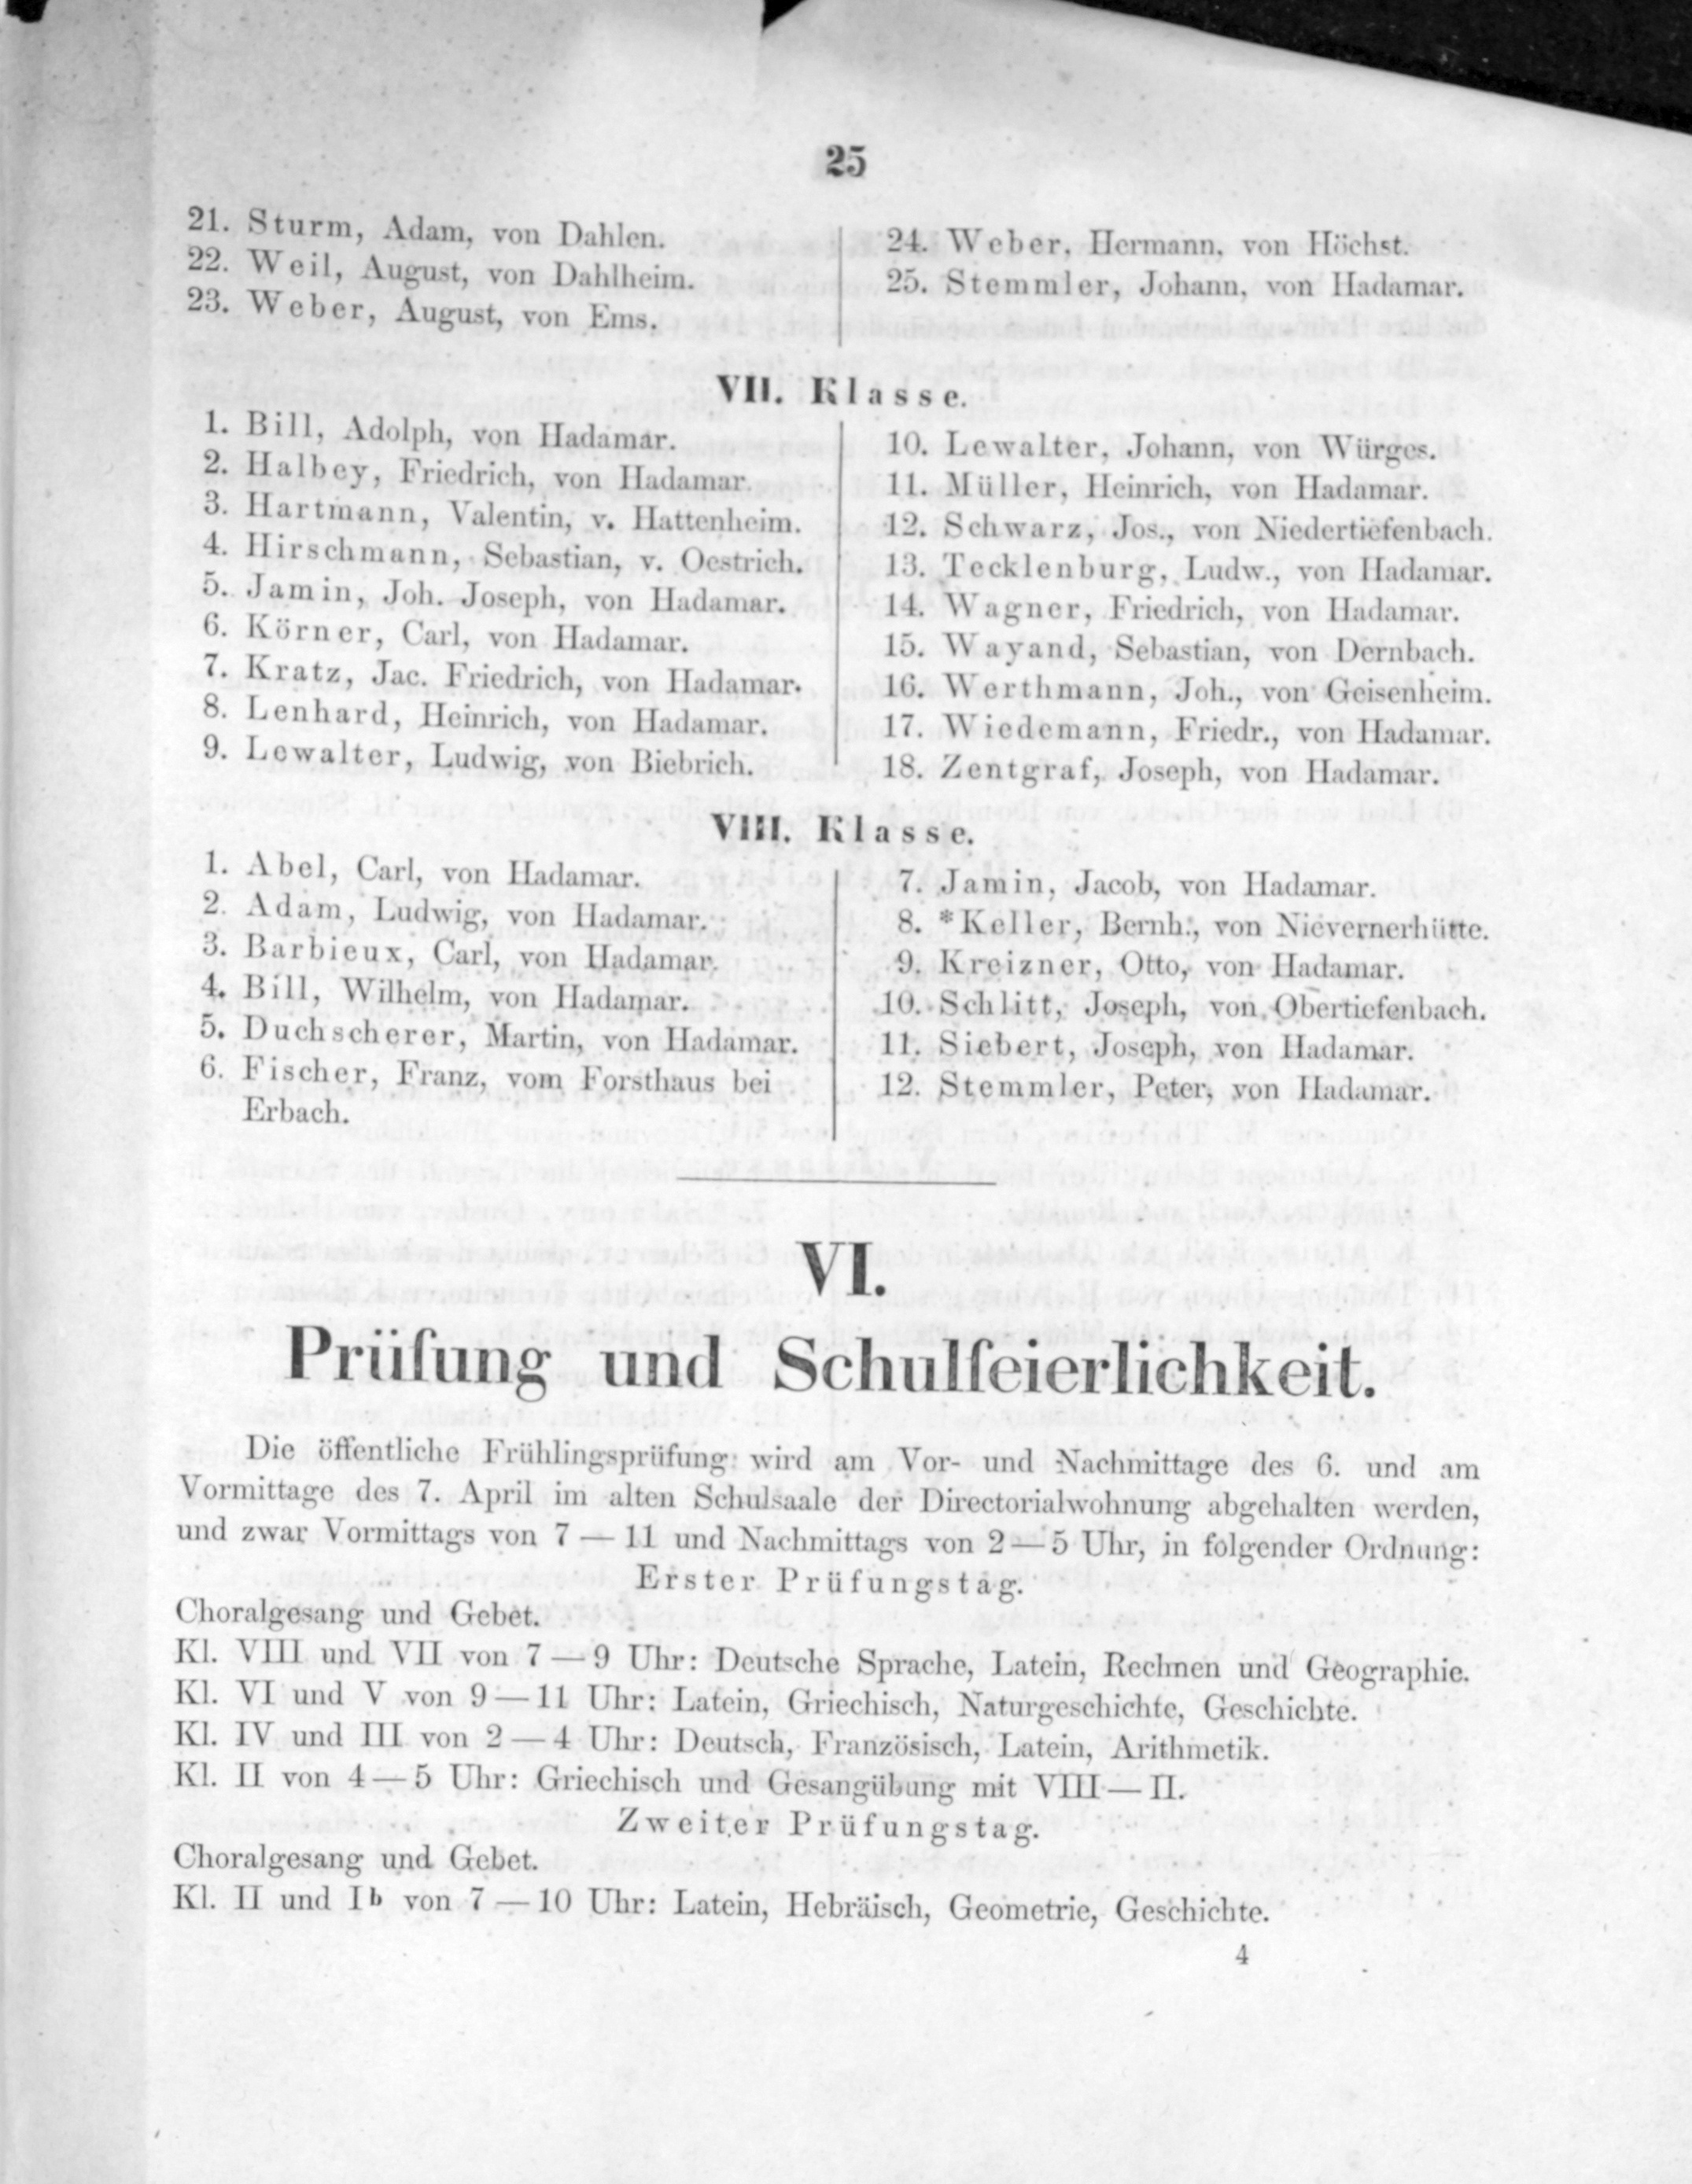 25
21. Sturm, Adam, von Dahlen.
22. Weil, August, von Dahlheim.
23. Weber, August, von Ems.
24. Weber, Hermann, von Höchst.
25. Stemmler, Johann, von Hadamar.
VII. Klasse.
1. Bill, Adolph, von Hadamar.
2. Halbey, Friedrich, von Hadamar.
3. Hartmann, Valentin, v. Hattenheim.
4. Hirschmann, Sebastian, v. Oestrich.
5. Jamin, Joh. Joseph, von Hadamar.
6. Körner, Carl, von Hadamar.
7. Kratz, Jac. Friedrich, von Hadamar.
8. Lenhard, Heinrich, von Hadamar.
9. Lewalter, Ludwig, von Biebrich.
10. Lewalter, Johann, von Würges.
11. Müller, Heinrich, von Hadamar.
12. Schwarz, Jos., von Niedertiefenbach.
13. Tecklenburg, Ludw., von Hadamar.
14. Wagner, Friedrich, von Hadamar.
15. Wayand, Sebastian, von Dernbach.
16. Werthmann, Joh., von Geisenheim.
17. Wiedemann, Friedr., von Hadamar.
18. Zentgraf, Joseph, von Hadamar.
VIII. Klasse.
1. Abel, Carl, von Hadamar.
2. Adam, Ludwig, von Hadamar.
3. Barbieux, Carl, von Hadamar.
4. Bill, Wilhelm, von Hadamar.
5. Duchscherer, Martin, von Hadamar.
6. Fischer, Franz, vom Forsthaus bei
Erbach.
7. Jamin, Jacob, von Hadamar.
8. *Keller, Bernh., von Nievernerhütte.
9. Kreizner, Otto, von Hadamar.
10. Schlitt, Joseph, von Obertiefenbach.
11. Siebert, Joseph, von Hadamar.
12. Stemmler, Peter, von Hadamar.
VI.
Prüfung und Schulfeierlichkeit.
Die öffentliche Frühlingsprüfung wird am Vor- und Nachmittage des 6. und am
Vormittage des 7. April im alten Schulsaale der Directorialwohnung abgehalten werden,
und zwar Vormittags von 7 — 11 und Nachmittags von 2 — 5 Uhr, in folgender Ordnung:
Erster Prüfungstag.
Choralgesang und Gebet.
Kl. VIII und VII von 7 — 9 Uhr: Deutsche Sprache, Latein, Rechnen und Geographie.
Kl. VI und V von 9 — 11 Uhr: Latein, Griechisch, Naturgeschichte, Geschichte.
Kl. IV und III von 2 — 4 Uhr: Deutsch, Französisch, Latein, Arithmetik.
Kl. II von 4 — 5 Uhr: Griechisch und Gesangübung mit VIII — II.
Zweiter Prüfungstag.
Choralgesang und Gebet.
Kl. II und Ib von 7 — 10 Uhr: Latein, Hebräisch, Geometrie, Geschichte.
4